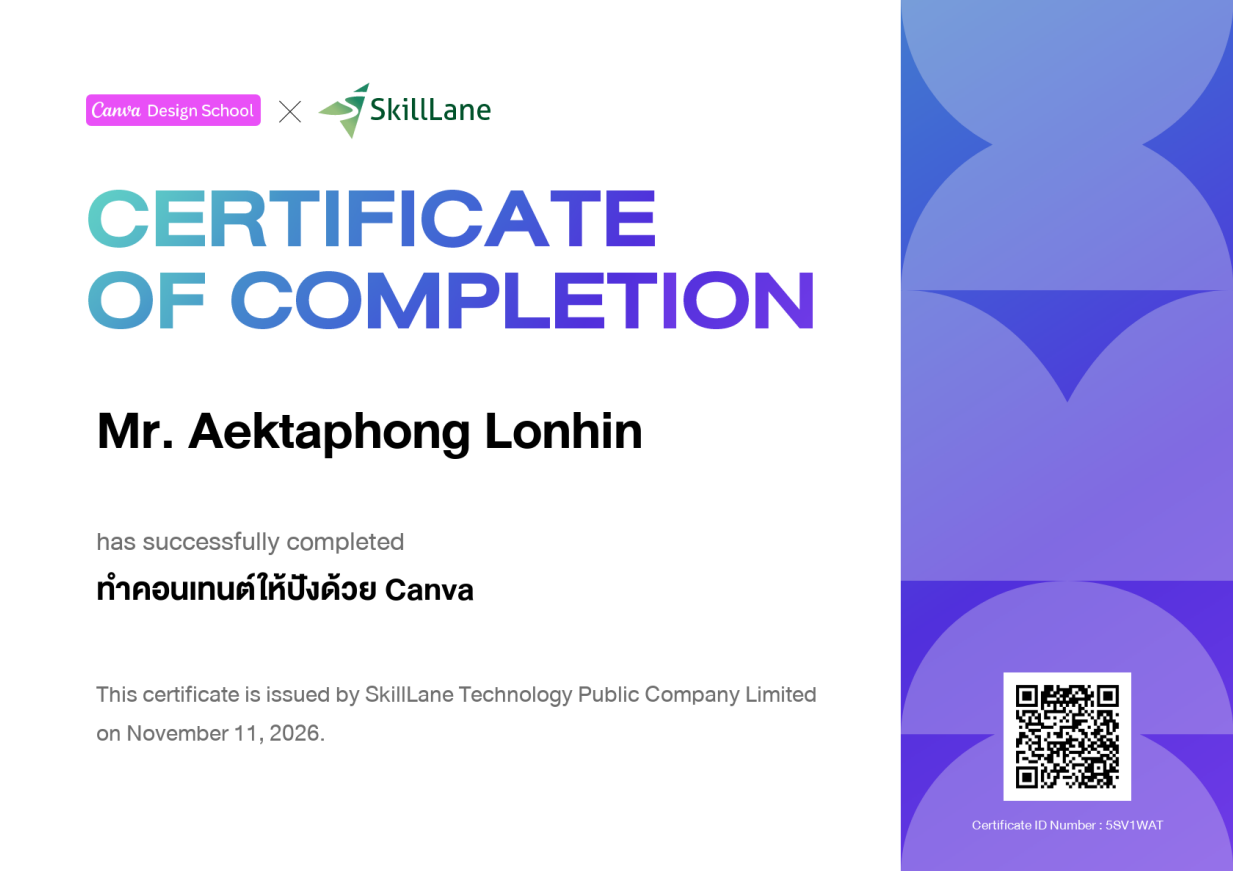 Canva Design School × SkillLane
CERTIFICATE
OF COMPLETION
Mr. Aektaphong Lonhin
has successfully completed
ทำคอนเทนต์ให้ปังด้วย Canva
This certificate is issued by SkillLane Technology Public Company Limited
on November 11, 2026.
Certificate ID Number : 5SV1WAT